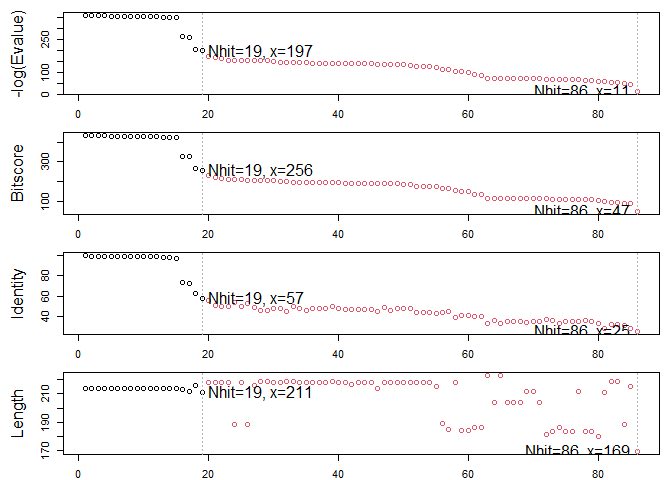 -log(Evalue)
0 100 250
Nhit=19, x=197
Nhit=86, x=11
0 20 40 60 80
Bitscore
100 300
Nhit=19, x=256
Nhit=86, x=47
0 20 40 60 80
Identity
40 60 80
Nhit=19, x=57
Nhit=86, x=25
0 20 40 60 80
Length
170 190 210
Nhit=19, x=211
Nhit=86, x=169
0 20 40 60 80